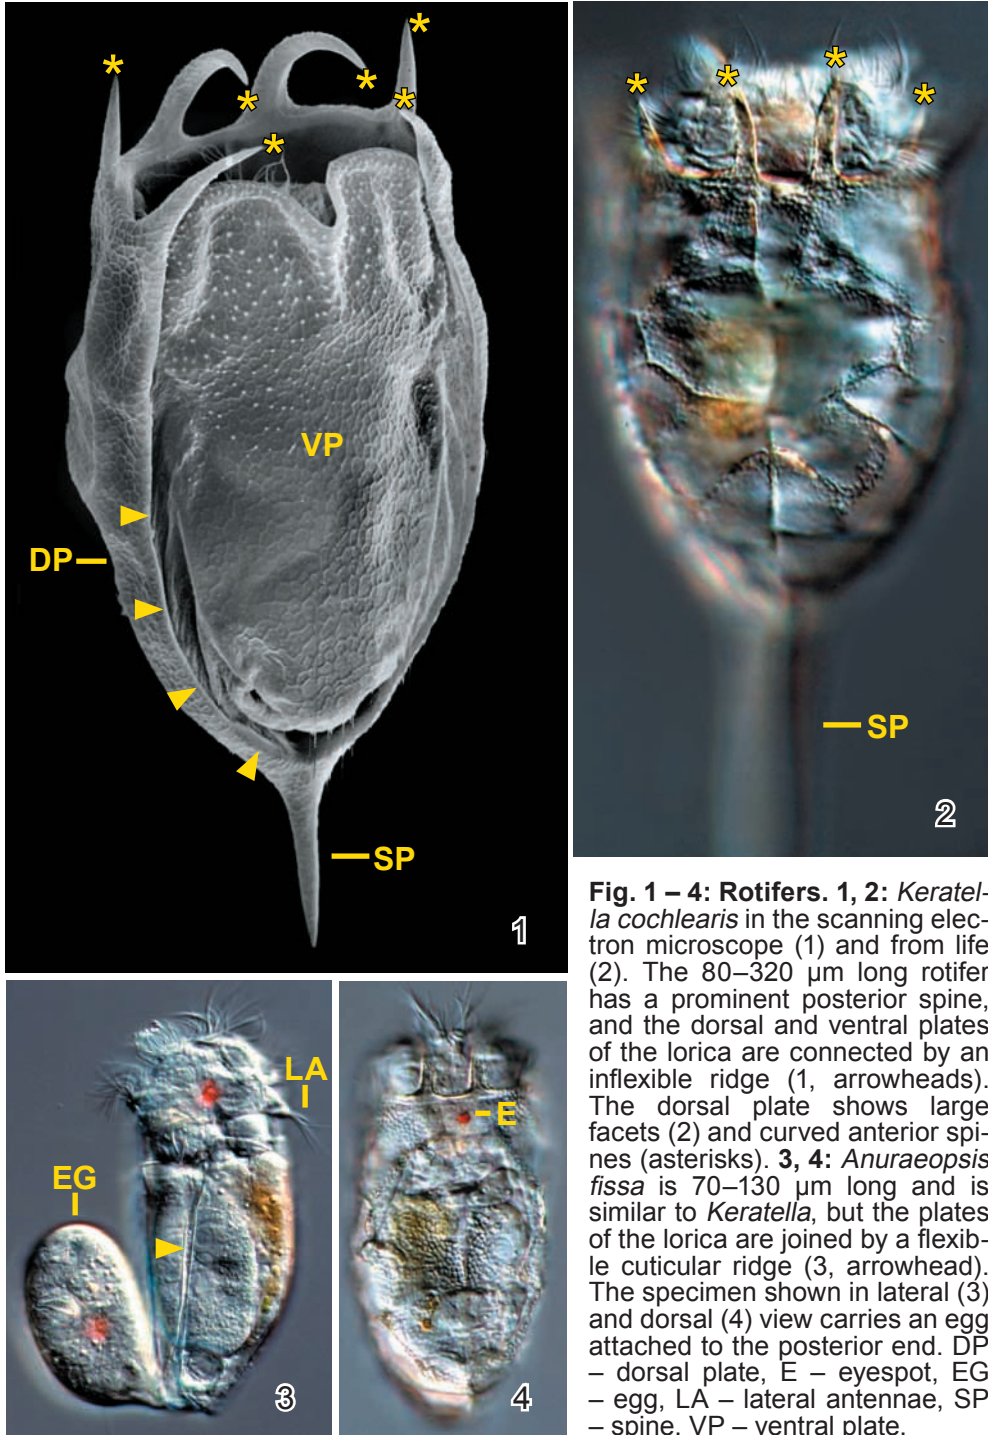 VP
DP
SP
1
SP
2
LA
EG
3
E
4
Fig. 1 – 4: Rotifers. 1, 2: Keratel-
la cochlearis in the scanning elec-
tron microscope (1) and from life
(2). The 80–320 µm long rotifer
has a prominent posterior spine,
and the dorsal and ventral plates
of the lorica are connected by an
inflexible ridge (1, arrowheads).
The dorsal plate shows large
facets (2) and curved anterior spi-
nes (asterisks). 3, 4: Anuraeopsis
fissa is 70–130 µm long and is
similar to Keratella, but the plates
of the lorica are joined by a flexib-
le cuticular ridge (3, arrowhead).
The specimen shown in lateral (3)
and dorsal (4) view carries an egg
attached to the posterior end. DP
– dorsal plate, E – eyespot, EG
– egg, LA – lateral antennae, SP
– spine, VP – ventral plate.